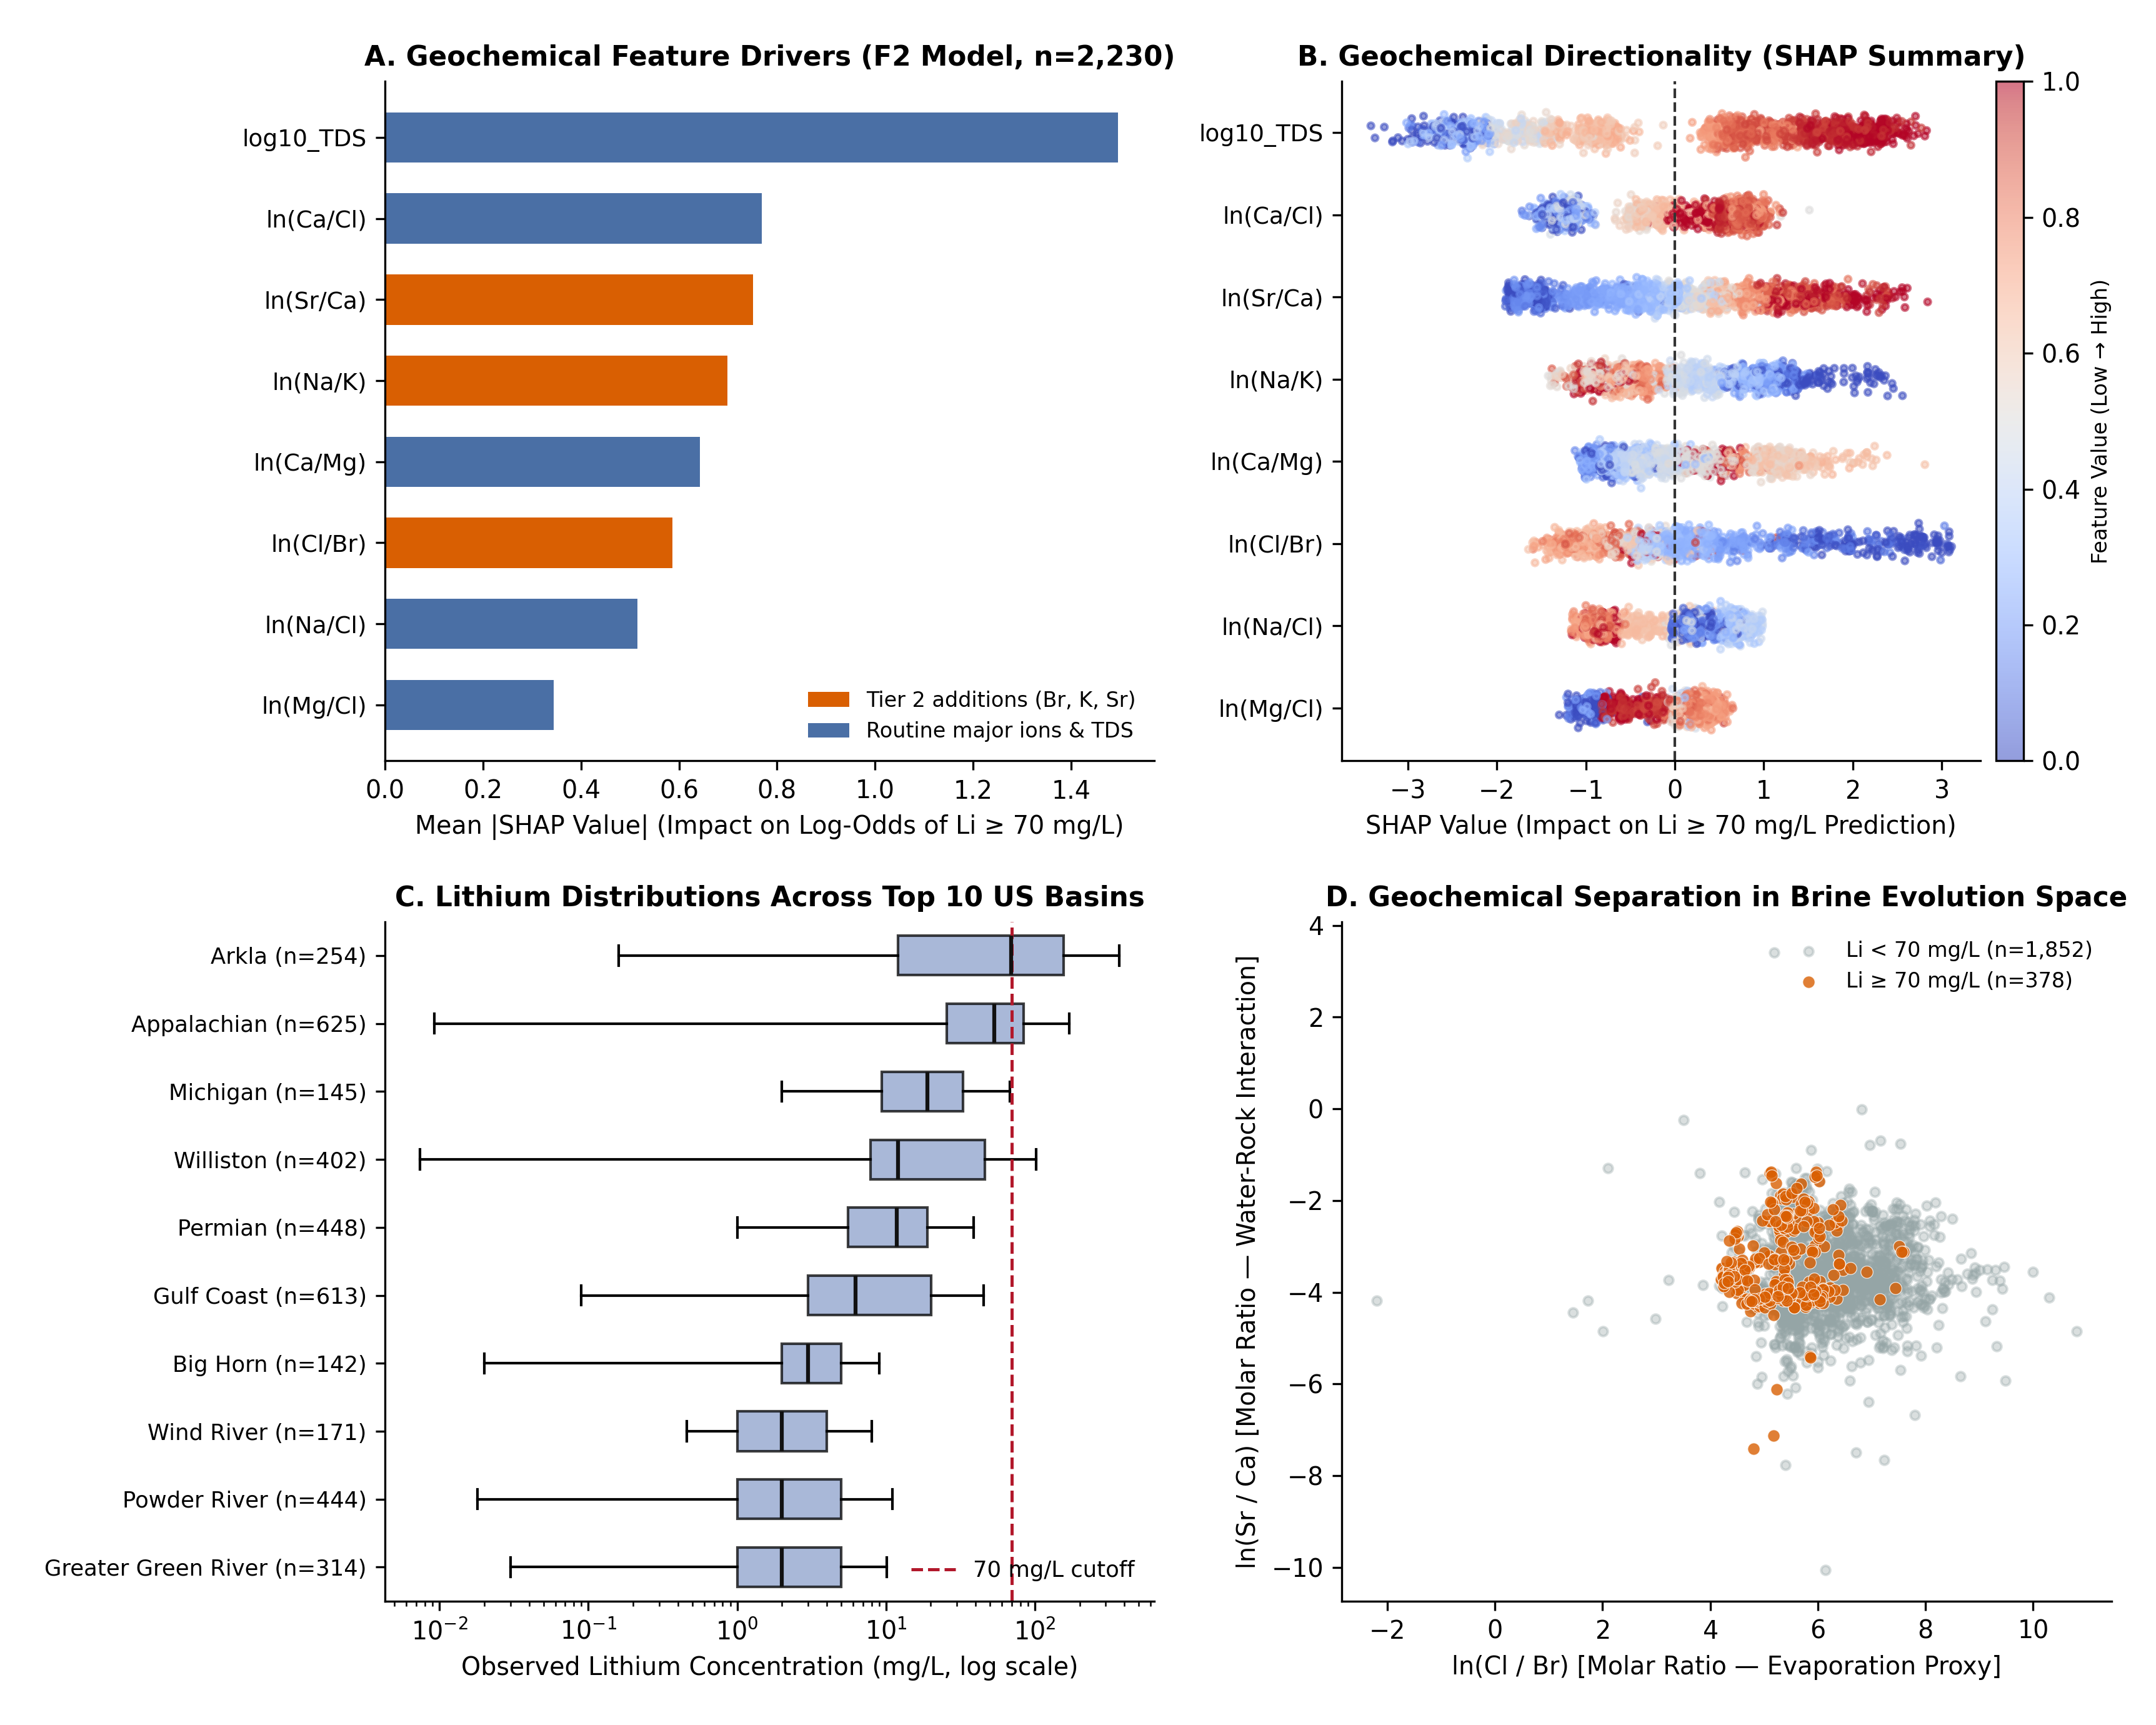 A. Geochemical Feature Drivers (F2 Model, n=2,230)
log10_TDS
ln(Ca/Cl)
ln(Sr/Ca)
ln(Na/K)
ln(Ca/Mg)
ln(Cl/Br)
ln(Na/Cl)
ln(Mg/Cl)
Tier 2 additions (Br, K, Sr)
Routine major ions & TDS
0.0 0.2 0.4 0.6 0.8 1.0 1.2 1.4
Mean |SHAP Value| (Impact on Log-Odds of Li ≥ 70 mg/L)
B. Geochemical Directionality (SHAP Summary)
log10_TDS
ln(Ca/Cl)
ln(Sr/Ca)
ln(Na/K)
ln(Ca/Mg)
ln(Cl/Br)
ln(Na/Cl)
ln(Mg/Cl)
−3 −2 −1 0 1 2 3
SHAP Value (Impact on Li ≥ 70 mg/L Prediction)
1.0
0.8
0.6
0.4
0.2
0.0
Feature Value (Low → High)
C. Lithium Distributions Across Top 10 US Basins
Arkla (n=254)
Appalachian (n=625)
Michigan (n=145)
Williston (n=402)
Permian (n=448)
Gulf Coast (n=613)
Big Horn (n=142)
Wind River (n=171)
Powder River (n=444)
Greater Green River (n=314)
70 mg/L cutoff
10⁻² 10⁻¹ 10⁰ 10¹ 10²
Observed Lithium Concentration (mg/L, log scale)
D. Geochemical Separation in Brine Evolution Space
Li < 70 mg/L (n=1,852)
Li ≥ 70 mg/L (n=378)
4
2
0
−2
−4
−6
−8
−10
ln(Sr / Ca) [Molar Ratio — Water-Rock Interaction]
−2 0 2 4 6 8 10
ln(Cl / Br) [Molar Ratio — Evaporation Proxy]